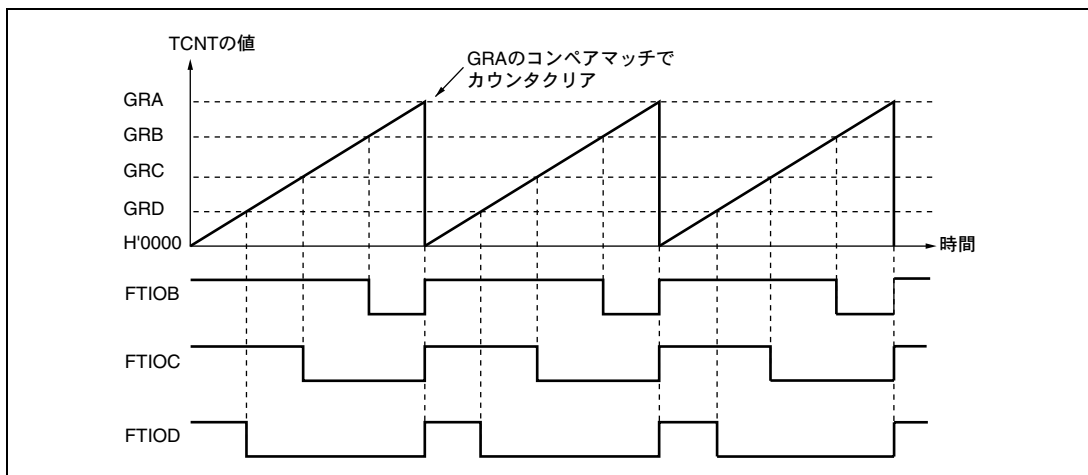 TCNTの値
GRAのコンペアマッチで
カウンタクリア
GRA
GRB
GRC
GRD
H'0000
時間
FTIOB
FTIOC
FTIOD